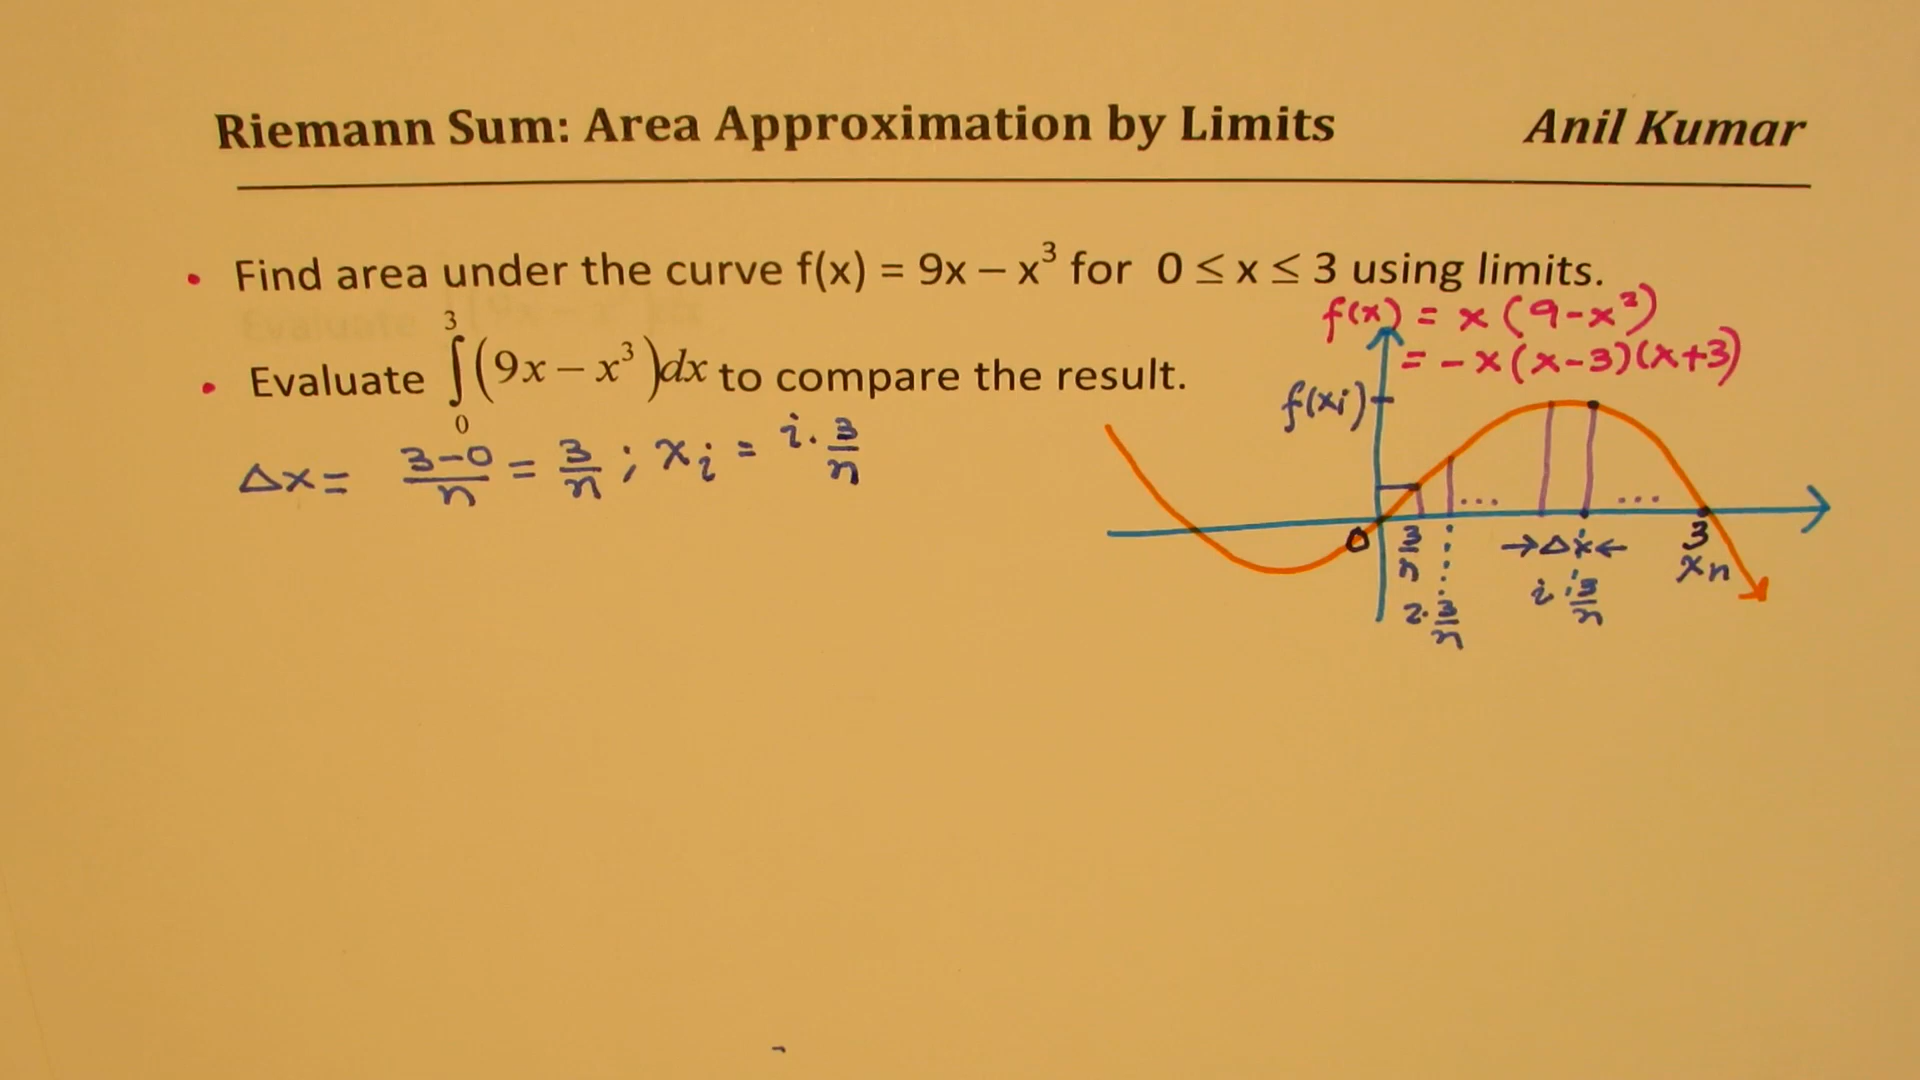 Riemann Sum: Area Approximation by Limits Anil Kumar
• Find area under the curve f(x) = 9x – x³ for 0 ≤ x ≤ 3 using limits.
f(x) = x (9-x²)
= -x(x-3)(x+3)
• Evaluate ∫₀³(9x – x³)dx to compare the result.
Δx = (3-0)/n = 3/n ; xᵢ = i · 3/n
f(xᵢ)
... ...
0 3/n →Δx← 3
xₙ
2·3/n i·3/n